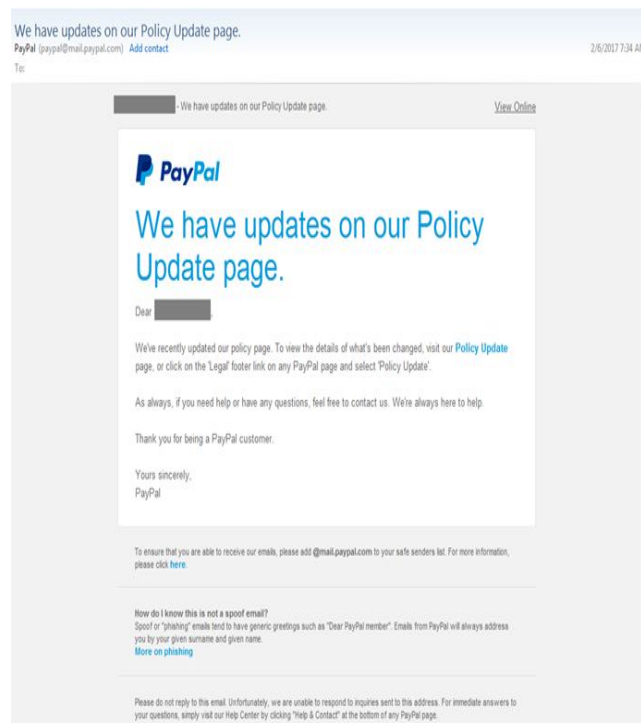 We have updates on our Policy Update page.
PayPal (paypal@mail.paypal.com) Add contact
2/6/2017 7:34 AM
To:
- We have updates on our Policy Update page.
View Online
PayPal
We have updates on our Policy
Update page.
Dear ,
We've recently updated our policy page. To view the details of what's been changed, visit our Policy Update
page, or click on the 'Legal' footer link on any PayPal page and select 'Policy Update'.
As always, if you need help or have any questions, feel free to contact us. We're always here to help.
Thank you for being a PayPal customer.
Yours sincerely,
PayPal
To ensure that you are able to receive our emails, please add @mail.paypal.com to your safe senders list. For more information,
please click here.
How do I know this is not a spoof email?
Spoof or "phishing" emails tend to have generic greetings such as "Dear PayPal member". Emails from PayPal will always address
you by your given surname and given name.
More on phishing
Please do not reply to this email. Unfortunately, we are unable to respond to inquiries sent to this address. For immediate answers to
your questions, simply visit our Help Center by clicking "Help & Contact" at the bottom of any PayPal page.